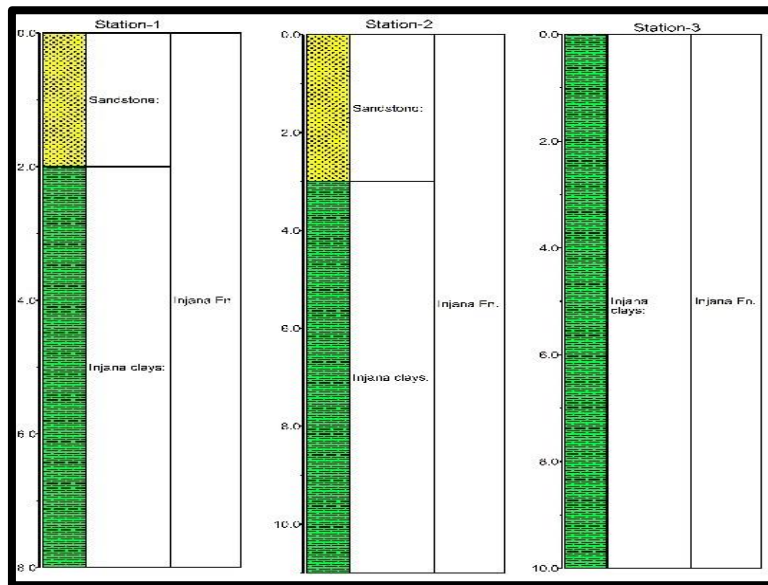 Station-1
0.0
Sandstone:
2.0
4.0
Injana Fn
Injana clays:
6.0
8.0
Station-2
0.0
2.0
Sandstone:
4.0
6.0
Injana Fn.
Injana clays.
8.0
10.0
Station-3
0.0
2.0
4.0
Injana
clays:
Injana Fn.
6.0
8.0
10.0